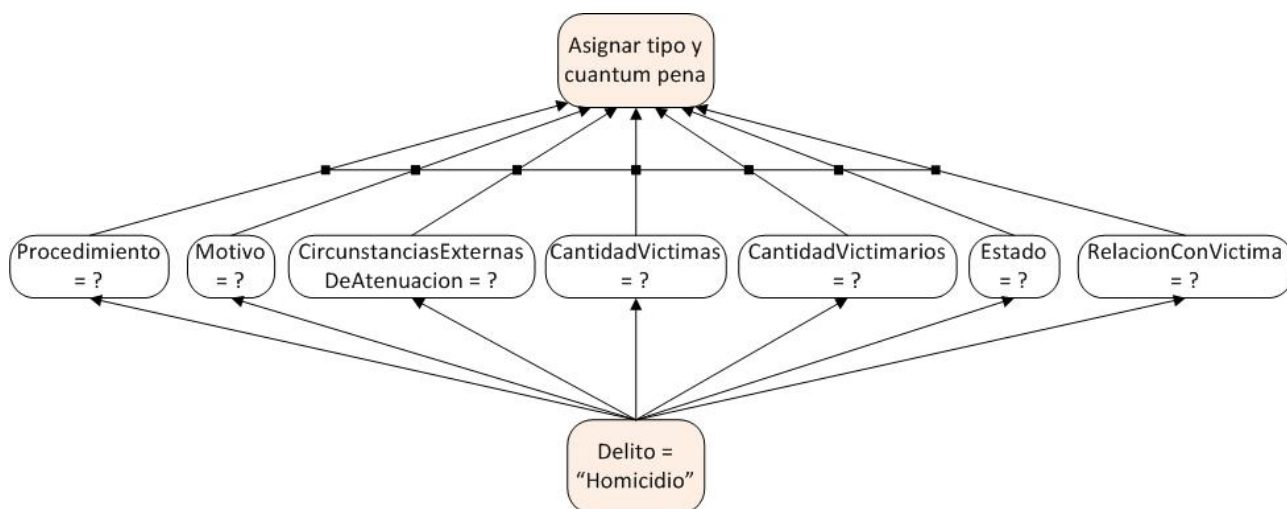 Asignar tipo y
cuantum pena
Procedimiento
= ?
Motivo
= ?
CircunstanciasExternas
DeAtenuacion = ?
CantidadVictimas
= ?
CantidadVictimarios
= ?
Estado
= ?
RelacionConVictima
= ?
Delito =
“Homicidio”